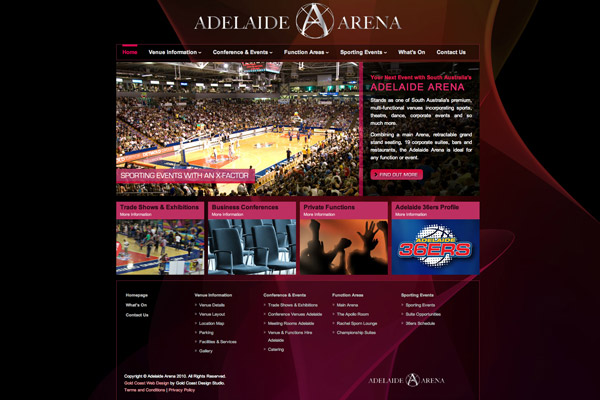 ADELAIDE ARENA
Home Venue Information Conference & Events Function Areas Sporting Events What's On Contact Us
SPORTING EVENTS WITH AN X-FACTOR
Your Next Event with South Australia's
ADELAIDE ARENA
Stands as one of South Australia's premium,
multi-functional venues incorporating sports,
theatre, dance, corporate events and so
much more.
Combining a main Arena, retractable grand
stand seating, 19 corporate suites, bars and
restaurants, the Adelaide Arena is ideal for
any function or event.
FIND OUT MORE
Trade Shows & Exhibitions
More Information
Business Conferences
More Information
Private Functions
More Information
Adelaide 36ers Profile
More Information
ADELAIDE
36ERS
Homepage
What's On
Contact Us
Venue Information
Venue Details
Venue Layout
Location Map
Parking
Facilities & Services
Gallery
Conference & Events
Trade Shows & Exhibitions
Conference Venues Adelaide
Meeting Rooms Adelaide
Venue & Functions Hire
Adelaide
Catering
Function Areas
Main Arena
The Apollo Room
Rachel Sporn Lounge
Championship Suites
Sporting Events
Sporting Events
Suite Opportunities
36ers Schedule
Copyright © Adelaide Arena 2010. All Rights Reserved.
Gold Coast Web Design by Gold Coast Design Studio.
Terms and Conditions | Privacy Policy
ADELAIDE ARENA